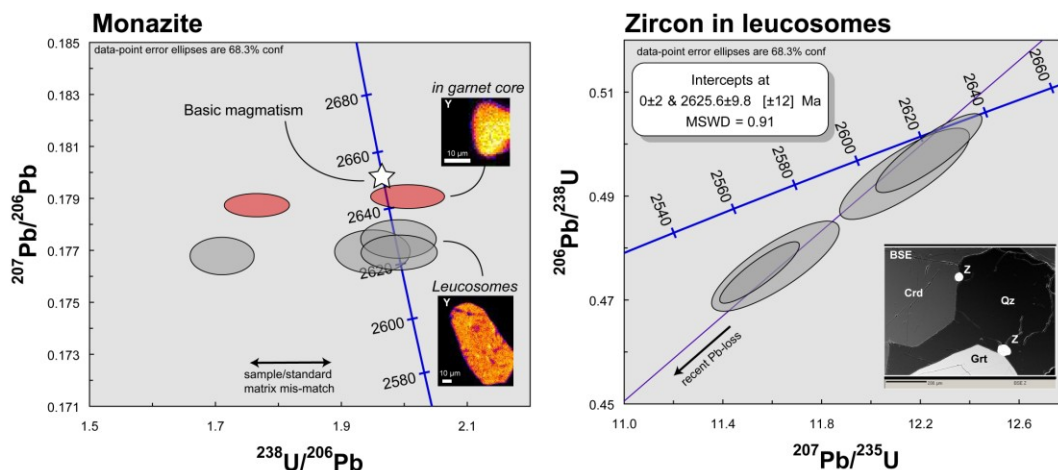 Monazite
data-point error ellipses are 68.3% conf
0.185
0.183
0.181
0.179
0.177
0.175
0.173
0.171
²⁰⁷Pb/²⁰⁶Pb
1.5
1.7
1.9
2.1
²³⁸U/²⁰⁶Pb
2680
2660
2640
2620
2600
2580
Basic magmatism
in garnet core
Y
10 µm
Leucosomes
Y
10 µm
sample/standard
matrix mis-match
Zircon in leucosomes
data-point error ellipses are 68.3% conf
Intercepts at
0±2 & 2625.6±9.8 [±12] Ma
MSWD = 0.91
0.51
0.49
0.47
0.45
²⁰⁶Pb/²³⁸U
11.0
11.4
11.8
12.2
12.6
²⁰⁷Pb/²³⁵U
2540
2560
2580
2600
2620
2640
2660
recent Pb-loss
BSE
Z
Crd
Qz
Z
Grt